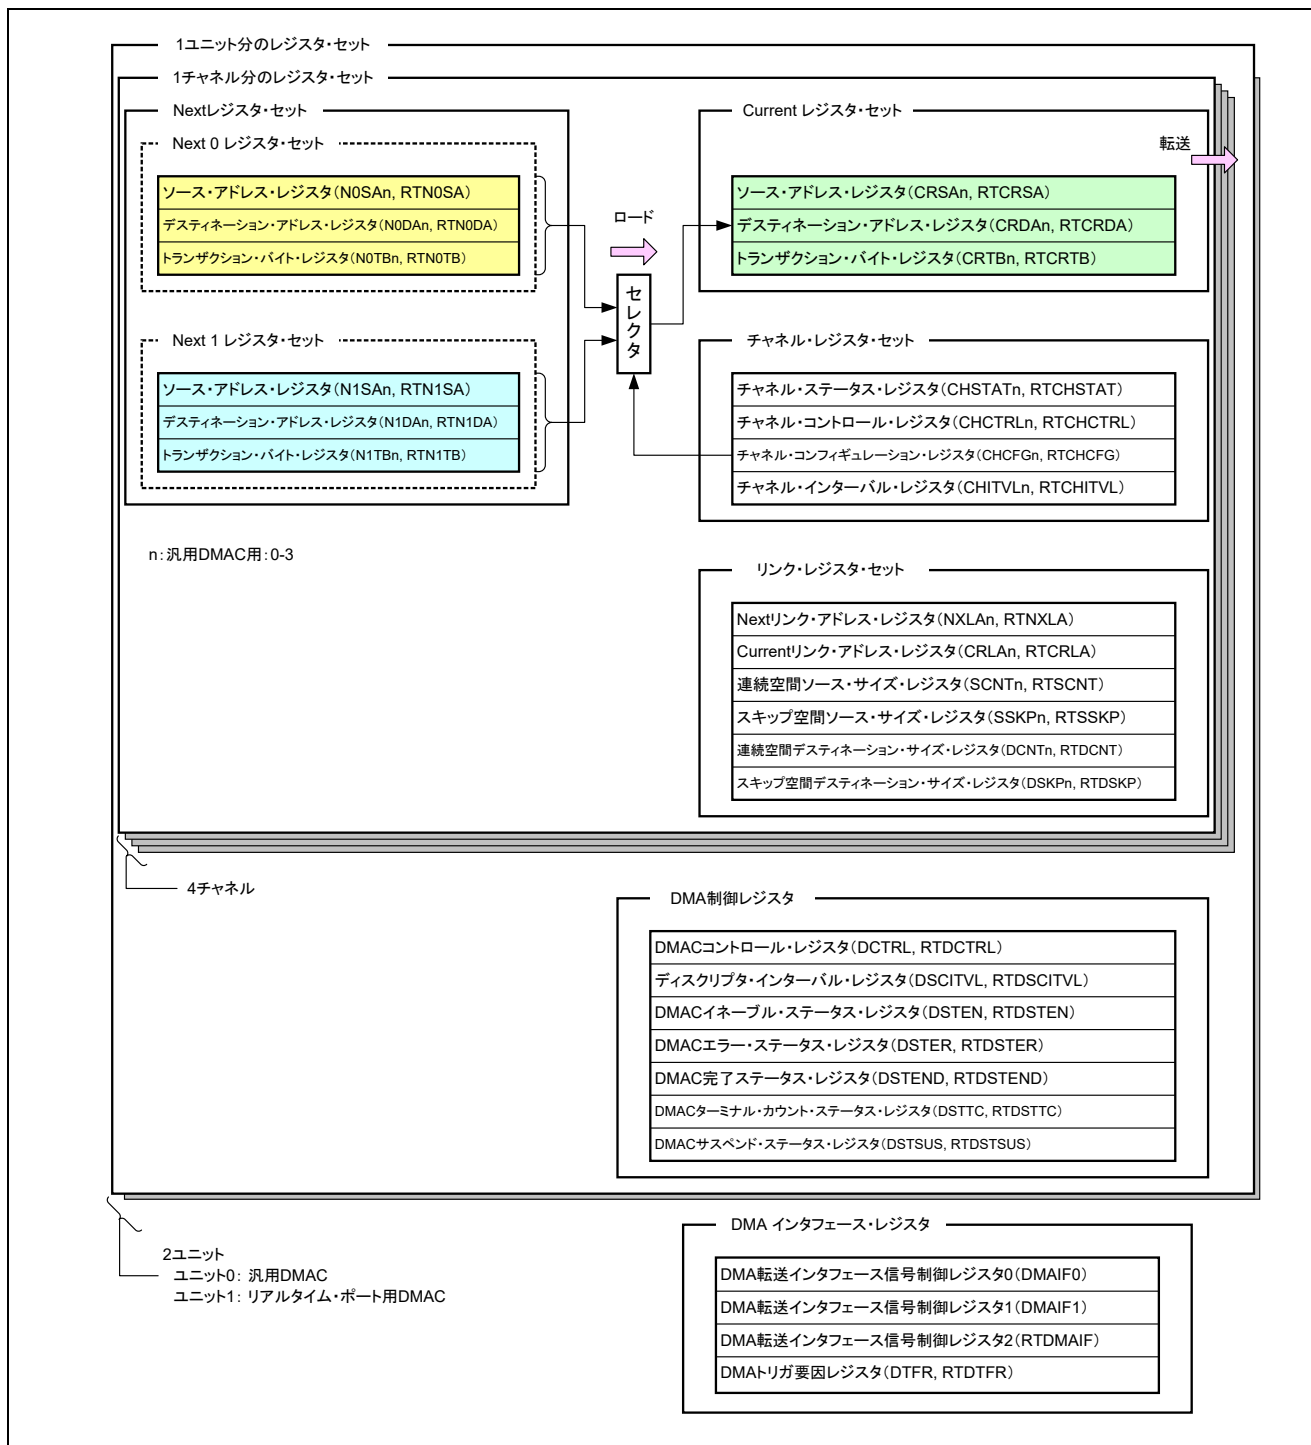 1ユニット分のレジスタ・セット
1チャネル分のレジスタ・セット
Nextレジスタ・セット
Next 0 レジスタ・セット
ソース・アドレス・レジスタ(N0SAn, RTN0SA)
デスティネーション・アドレス・レジスタ(N0DAn, RTN0DA)
トランザクション・バイト・レジスタ(N0TBn, RTN0TB)
Next 1 レジスタ・セット
ソース・アドレス・レジスタ(N1SAn, RTN1SA)
デスティネーション・アドレス・レジスタ(N1DAn, RTN1DA)
トランザクション・バイト・レジスタ(N1TBn, RTN1TB)
n:汎用DMAC用:0-3
ロード
セレクタ
Current レジスタ・セット
転送
ソース・アドレス・レジスタ(CRSAn, RTCRSA)
デスティネーション・アドレス・レジスタ(CRDAn, RTCRDA)
トランザクション・バイト・レジスタ(CRTBn, RTCRTB)
チャネル・レジスタ・セット
チャネル・ステータス・レジスタ(CHSTATn, RTCHSTAT)
チャネル・コントロール・レジスタ(CHCTRLn, RTCHCTRL)
チャネル・コンフィギュレーション・レジスタ(CHCFGn, RTCHCFG)
チャネル・インターバル・レジスタ(CHITVLn, RTCHITVL)
リンク・レジスタ・セット
Nextリンク・アドレス・レジスタ(NXLAn, RTNXLA)
Currentリンク・アドレス・レジスタ(CRLAn, RTCRLA)
連続空間ソース・サイズ・レジスタ(SCNTn, RTSCNT)
スキップ空間ソース・サイズ・レジスタ(SSKPn, RTSSKP)
連続空間デスティネーション・サイズ・レジスタ(DCNTn, RTDCNT)
スキップ空間デスティネーション・サイズ・レジスタ(DSKPn, RTDSKP)
4チャネル
DMA制御レジスタ
DMACコントロール・レジスタ(DCTRL, RTDCTRL)
ディスクリプタ・インターバル・レジスタ(DSCITVL, RTDSCITVL)
DMACイネーブル・ステータス・レジスタ(DSTEN, RTDSTEN)
DMACエラー・ステータス・レジスタ(DSTER, RTDSTER)
DMAC完了ステータス・レジスタ(DSTEND, RTDSTEND)
DMACターミナル・カウント・ステータス・レジスタ(DSTTC, RTDSTTC)
DMACサスペンド・ステータス・レジスタ(DSTSUS, RTDSTSUS)
2ユニット
ユニット0: 汎用DMAC
ユニット1: リアルタイム・ポート用DMAC
DMA インタフェース・レジスタ
DMA転送インタフェース信号制御レジスタ0(DMAIF0)
DMA転送インタフェース信号制御レジスタ1(DMAIF1)
DMA転送インタフェース信号制御レジスタ2(RTDMAIF)
DMAトリガ要因レジスタ(DTFR, RTDTFR)